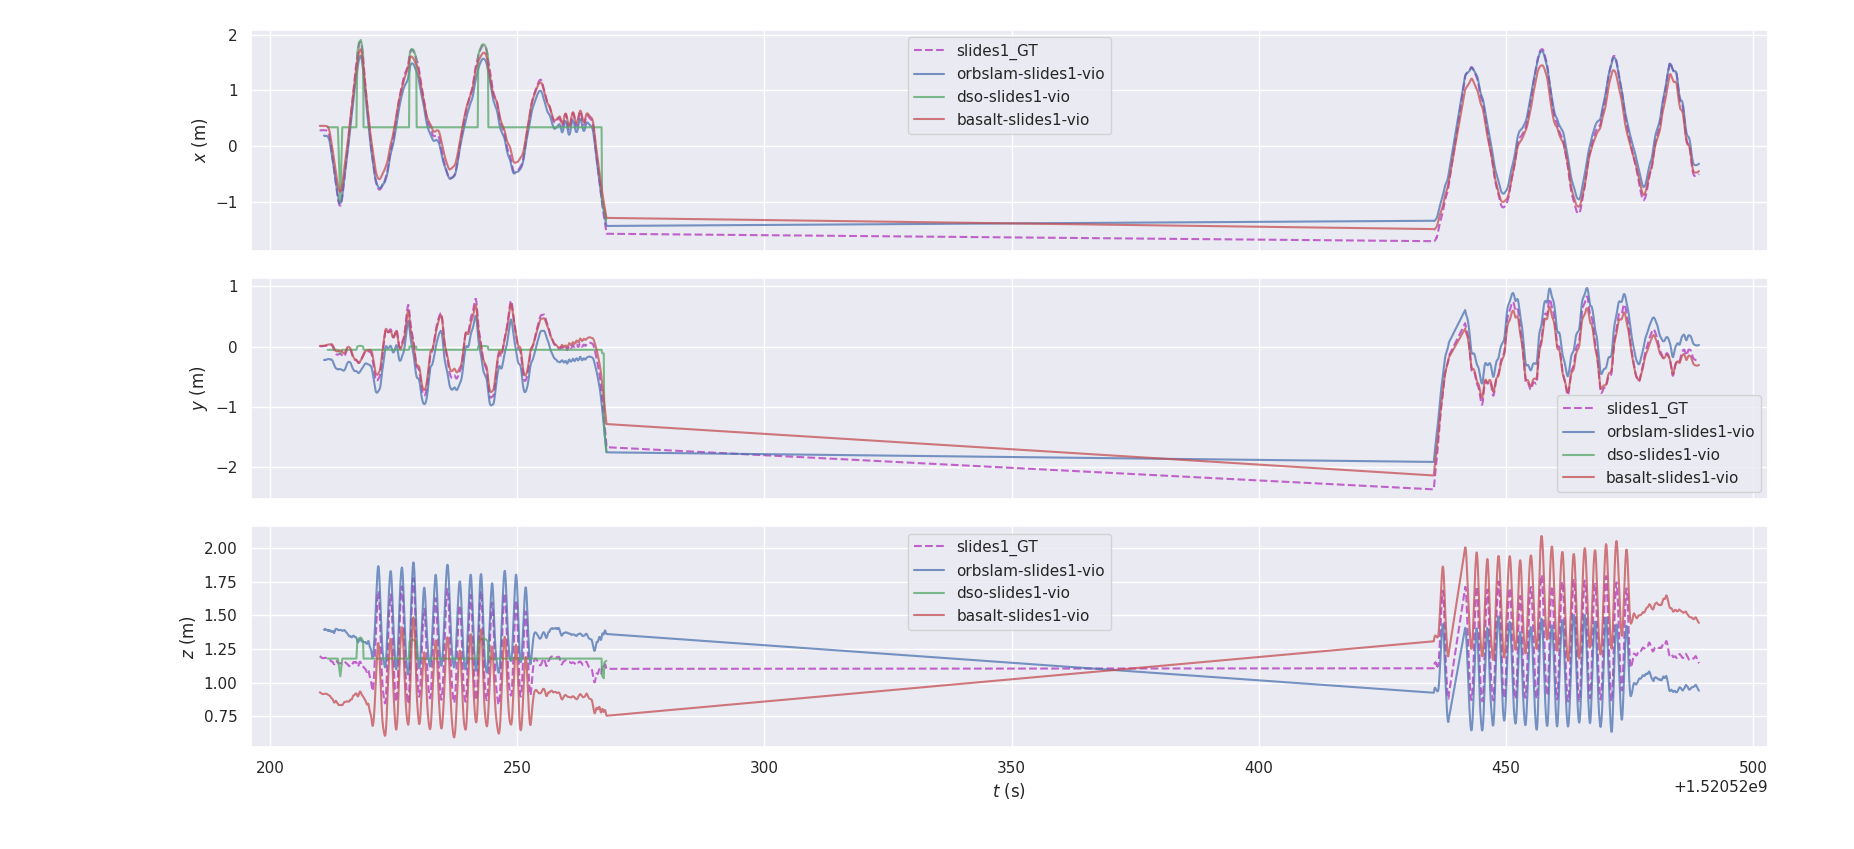 2
1
0
−1
x (m)
slides1_GT
orbslam-slides1-vio
dso-slides1-vio
basalt-slides1-vio
1
0
−1
−2
y (m)
slides1_GT
orbslam-slides1-vio
dso-slides1-vio
basalt-slides1-vio
2.00
1.75
1.50
1.25
1.00
0.75
z (m)
slides1_GT
orbslam-slides1-vio
dso-slides1-vio
basalt-slides1-vio
200 250 300 350 400 450 500
t (s)
+1.52052e9